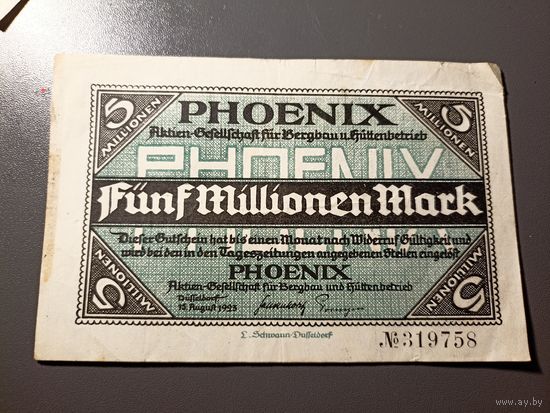 5 MILLIONEN
5 MILLIONEN
PHOENIX
Aktien-Gesellschaft für Bergbau u. Hüttenbetrieb
PHOENIX
Fünf Millionen Mark
Dieser Gutschein hat bis einen Monat nach Widerruf Gültigkeit und
wird bei den in den Tageszeitungen angegebenen Stellen eingelöst
PHOENIX
Aktien-Gesellschaft für Bergbau und Hüttenbetrieb
Düsseldorf
15. August 1923
5 MILLIONEN
5 MILLIONEN
L. Schwann-Düsseldorf
№ 319758
www.ay.by